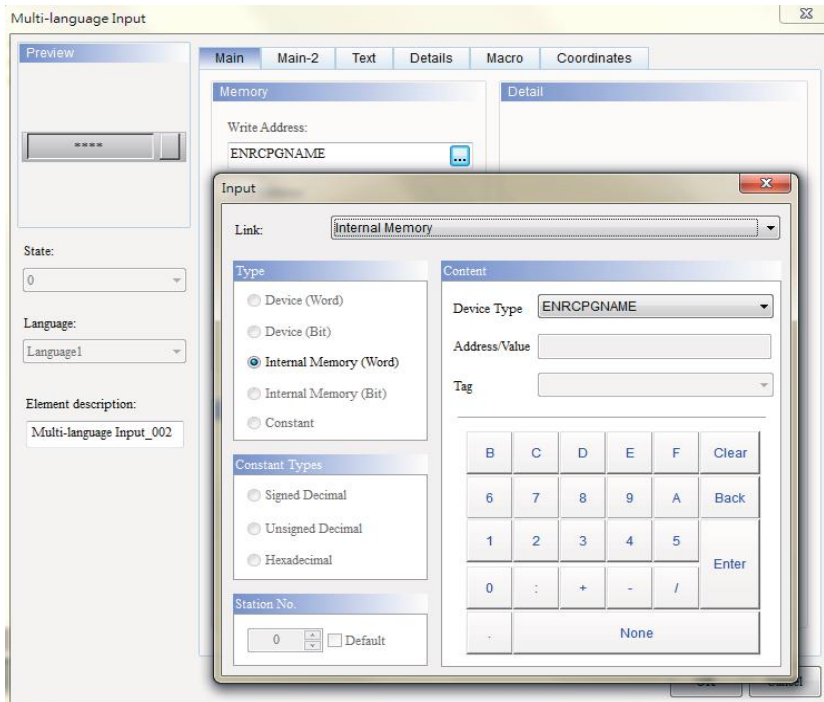 Multi-language Input
Preview
****
State:
0
Language:
Language1
Element description:
Multi-language Input_002
Main Main-2 Text Details Macro Coordinates
Memory
Write Address:
ENRCPGNAME
...
Detail
Input
Link:
Internal Memory
Type
Device (Word)
Device (Bit)
Internal Memory (Word)
Internal Memory (Bit)
Constant
Constant Types
Signed Decimal
Unsigned Decimal
Hexadecimal
Station No.
0 Default
Content
Device Type ENRCPGNAME
Address/Value
Tag
B C D E F Clear
6 7 8 9 A Back
1 2 3 4 5
Enter
0 : + - /
. None